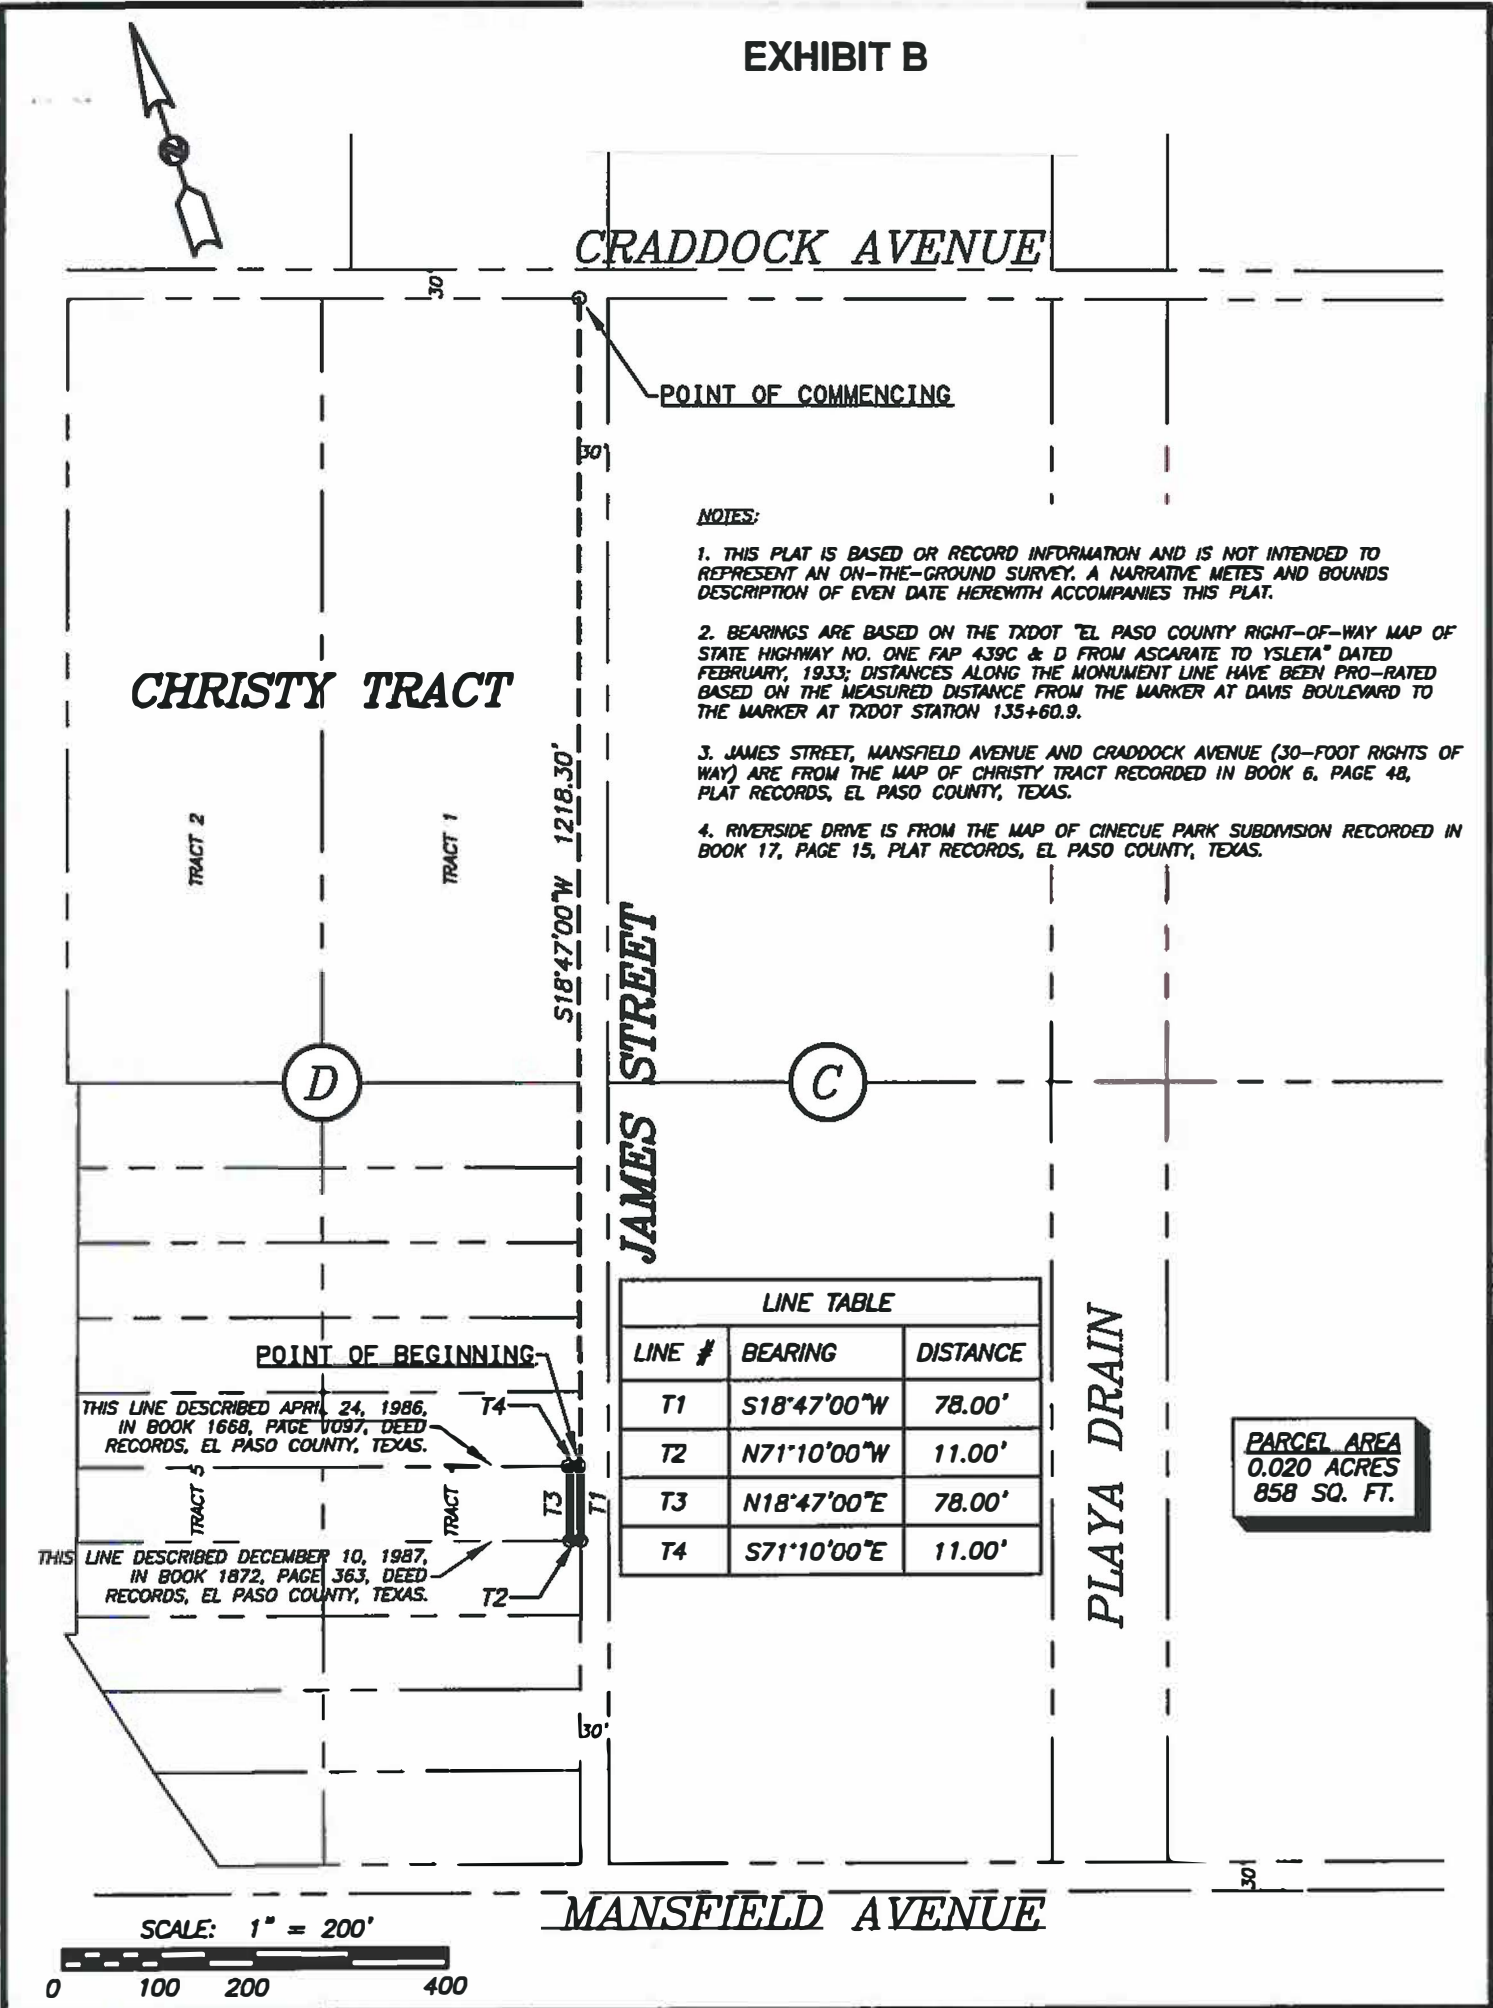 EXHIBIT B
CRADDOCK AVENUE
30'
POINT OF COMMENCING
30'
NOTES:
1. THIS PLAT IS BASED OR RECORD INFORMATION AND IS NOT INTENDED TO
REPRESENT AN ON-THE-GROUND SURVEY. A NARRATIVE METES AND BOUNDS
DESCRIPTION OF EVEN DATE HEREWITH ACCOMPANIES THIS PLAT.
2. BEARINGS ARE BASED ON THE TXDOT "EL PASO COUNTY RIGHT-OF-WAY MAP OF
STATE HIGHWAY NO. ONE FAP 439C & D FROM ASCARATE TO YSLETA" DATED
FEBRUARY, 1933; DISTANCES ALONG THE MONUMENT LINE HAVE BEEN PRO-RATED
BASED ON THE MEASURED DISTANCE FROM THE MARKER AT DAVIS BOULEVARD TO
THE MARKER AT TXDOT STATION 135+60.9.
3. JAMES STREET, MANSFIELD AVENUE AND CRADDOCK AVENUE (30-FOOT RIGHTS OF
WAY) ARE FROM THE MAP OF CHRISTY TRACT RECORDED IN BOOK 6, PAGE 48,
PLAT RECORDS, EL PASO COUNTY, TEXAS.
4. RIVERSIDE DRIVE IS FROM THE MAP OF CINECUE PARK SUBDIVISION RECORDED IN
BOOK 17, PAGE 15, PLAT RECORDS, EL PASO COUNTY, TEXAS.
CHRISTY TRACT
TRACT 2
TRACT 1
S18°47'00"W 1218.30'
JAMES STREET
D
C
LINE TABLE
LINE # BEARING DISTANCE
T1 S18°47'00"W 78.00'
T2 N71°10'00"W 11.00'
T3 N18°47'00"E 78.00'
T4 S71°10'00"E 11.00'
POINT OF BEGINNING
THIS LINE DESCRIBED APRIL 24, 1986,
IN BOOK 1668, PAGE 1097, DEED
RECORDS, EL PASO COUNTY, TEXAS.
T4
TRACT 5
TRACT
T3
T1
THIS LINE DESCRIBED DECEMBER 10, 1987,
IN BOOK 1872, PAGE 363, DEED
RECORDS, EL PASO COUNTY, TEXAS.
T2
PLAYA DRAIN
PARCEL AREA
0.020 ACRES
858 SQ. FT.
30'
30'
MANSFIELD AVENUE
SCALE: 1" = 200'
0 100 200 400